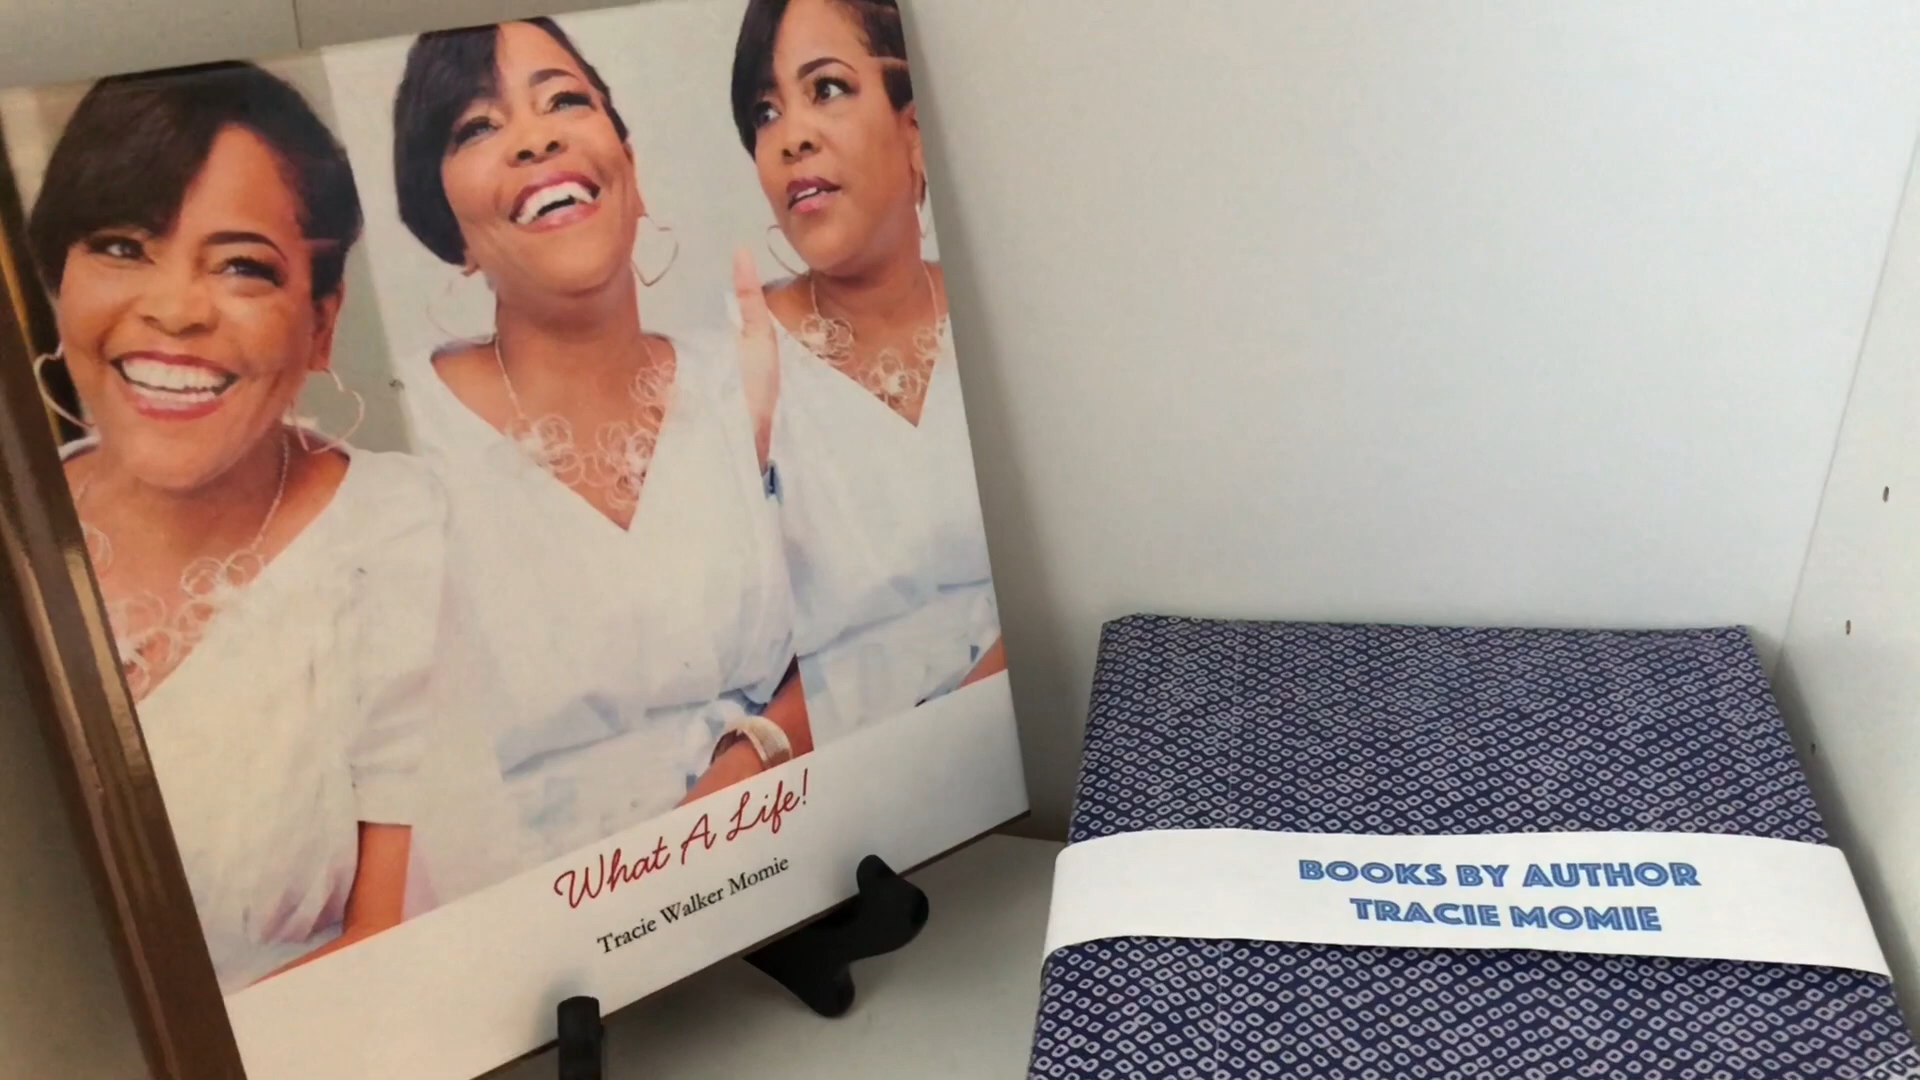 What A Life!
Tracie Walker Momie
BOOKS BY AUTHOR
TRACIE MOMIE